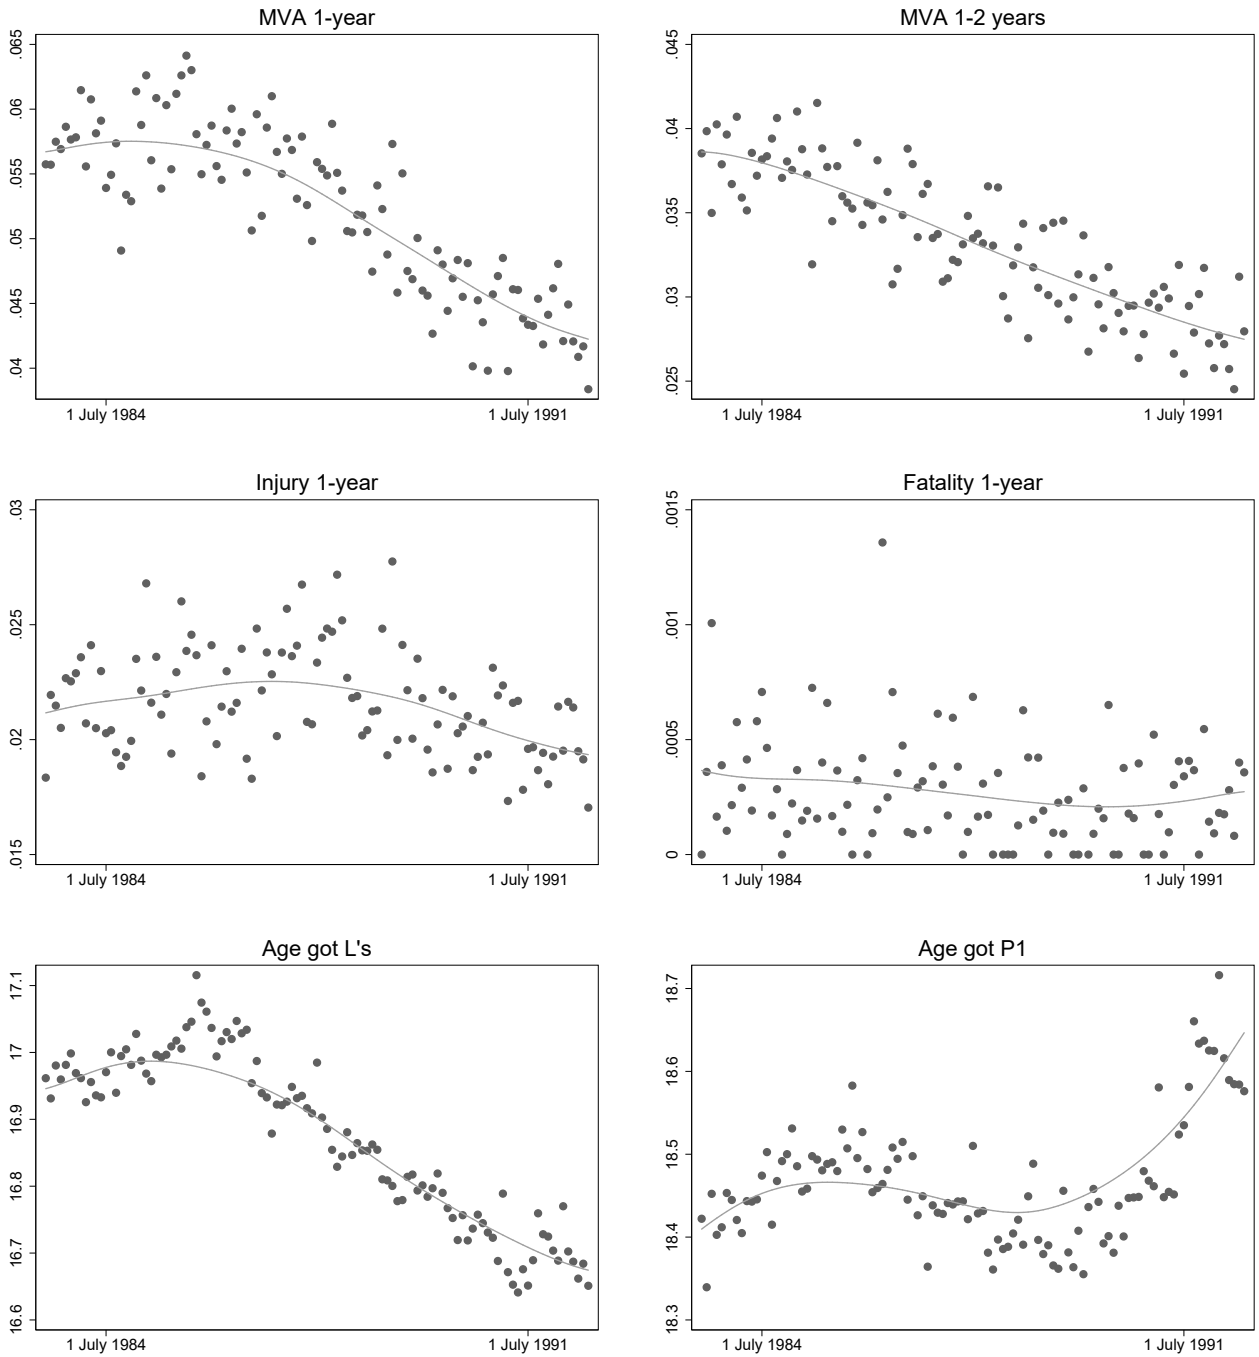 MVA 1-year
.065
.06
.055
.05
.045
.04
1 July 1984
1 July 1991
MVA 1-2 years
.045
.04
.035
.03
.025
1 July 1984
1 July 1991
Injury 1-year
.03
.025
.02
.015
1 July 1984
1 July 1991
Fatality 1-year
.0015
.001
.0005
0
1 July 1984
1 July 1991
Age got L's
17.1
17
16.9
16.8
16.7
16.6
1 July 1984
1 July 1991
Age got P1
18.7
18.6
18.5
18.4
18.3
1 July 1984
1 July 1991